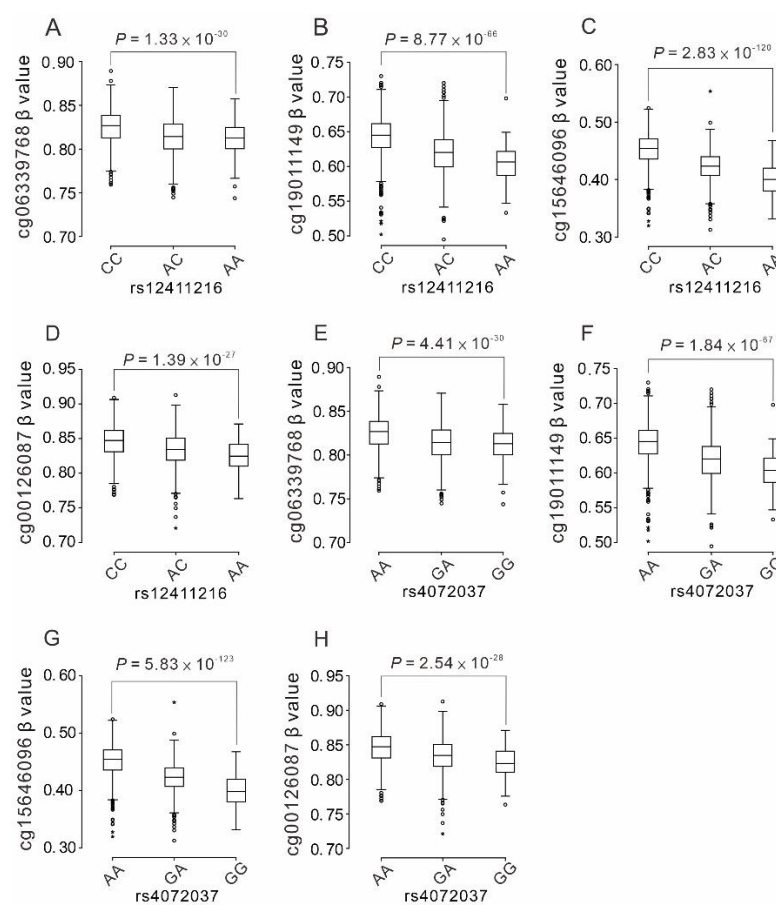 A
P = 1.33 × 10⁻³⁰
cg06339768 β value
0.90
0.85
0.80
0.75
0.70
CC
AC
AA
rs12411216
B
P = 8.77 × 10⁻⁶⁶
cg19011149 β value
0.75
0.70
0.65
0.60
0.55
0.50
CC
AC
AA
rs12411216
C
P = 2.83 × 10⁻¹²⁰
cg15646096 β value
0.60
0.50
0.40
0.30
CC
AC
AA
rs12411216
D
P = 1.39 × 10⁻²⁷
cg00126087 β value
0.95
0.90
0.85
0.80
0.75
0.70
CC
AC
AA
rs12411216
E
P = 4.41 × 10⁻³⁰
cg06339768 β value
0.90
0.85
0.80
0.75
0.70
AA
GA
GG
rs4072037
F
P = 1.84 × 10⁻⁶⁷
cg19011149 β value
0.75
0.70
0.65
0.60
0.55
0.50
AA
GA
GG
rs4072037
G
P = 5.83 × 10⁻¹²³
cg15646096 β value
0.60
0.50
0.40
0.30
AA
GA
GG
rs4072037
H
P = 2.54 × 10⁻²⁸
cg00126087 β value
0.95
0.90
0.85
0.80
0.75
0.70
AA
GA
GG
rs4072037